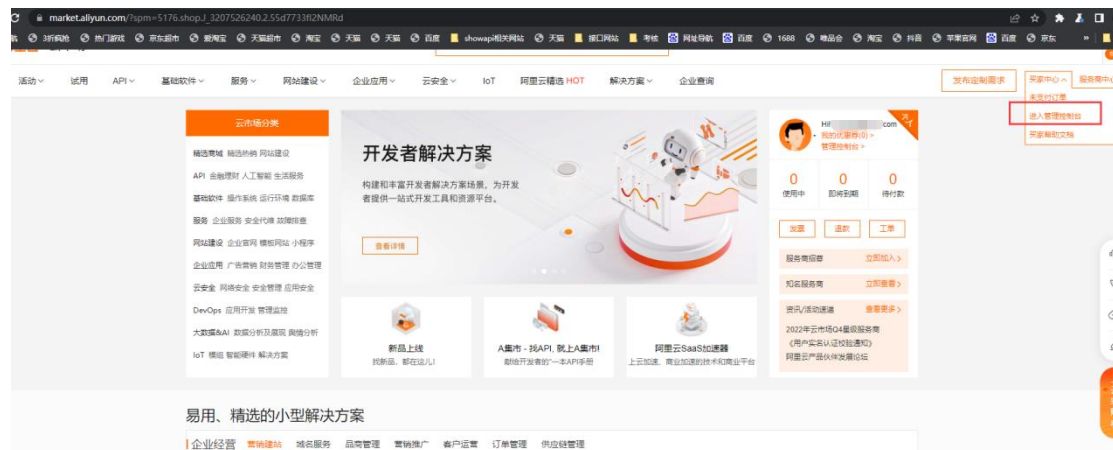 market.aliyun.com/?spm=5176.shop.J_3207526240.2.55d7733fI2NMRd
3折疯抢 热门游戏 京东超市 爱淘宝 天猫超市 淘宝 天猫 天猫 百度 showapi相关网站 天猫 接口网站 考核 网址导航 百度 1688 唯品会 淘宝 抖音 苹果官网 百度 京东 »
活动 试用 API 基础软件 服务 网站建设 企业应用 云安全 IoT 阿里云精选 HOT 解决方案 企业查询 发布定制需求 买家中心 服务商中心
未支付订单
进入管理控制台
买家帮助文档
云市场分类
精选商城 精选热销 网站建设
API 金融理财 人工智能 生活服务
基础软件 操作系统 运行环境 数据库
服务 企业服务 安全代维 故障排查
网站建设 企业官网 模板网站 小程序
企业应用 广告营销 财务管理 办公管理
云安全 网络安全 安全管理 应用安全
DevOps 应用开发 管理监控
大数据&AI 数据分析及展现 舆情分析
IoT 模组 智能硬件 解决方案
开发者解决方案
构建和丰富开发者解决方案场景，为开发
者提供一站式开发工具和资源平台。
查看详情
新品上线
找新品，都在这儿!
A集市 - 找API, 就上A集市!
献给开发者的"一本API手册
阿里云SaaS加速器
上云加速，商业加速的技术和商业平台
Hi! com
我的优惠券(0) >
管理控制台 >
0 0 0
使用中 即将到期 待付款
发票 退款 工单
服务商招募 立即加入 >
知名服务商 立即查看 >
资讯/活动速递 查看更多 >
2022年云市场Q4星级服务商
《用户实名认证校验通知》
阿里云产品伙伴发展论坛
易用、精选的小型解决方案
企业经营 营销建站 域名服务 品商管理 营销推广 客户运营 订单管理 供应链管理